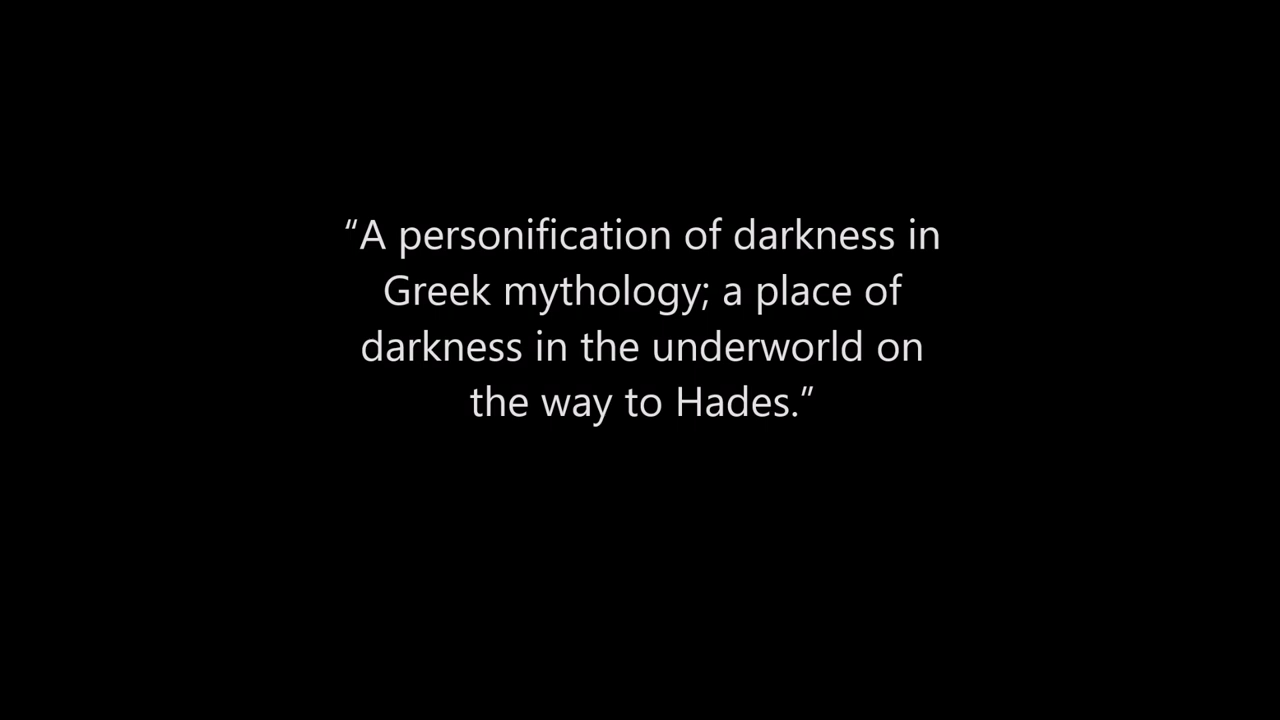 “A personification of darkness in
Greek mythology; a place of
darkness in the underworld on
the way to Hades.”